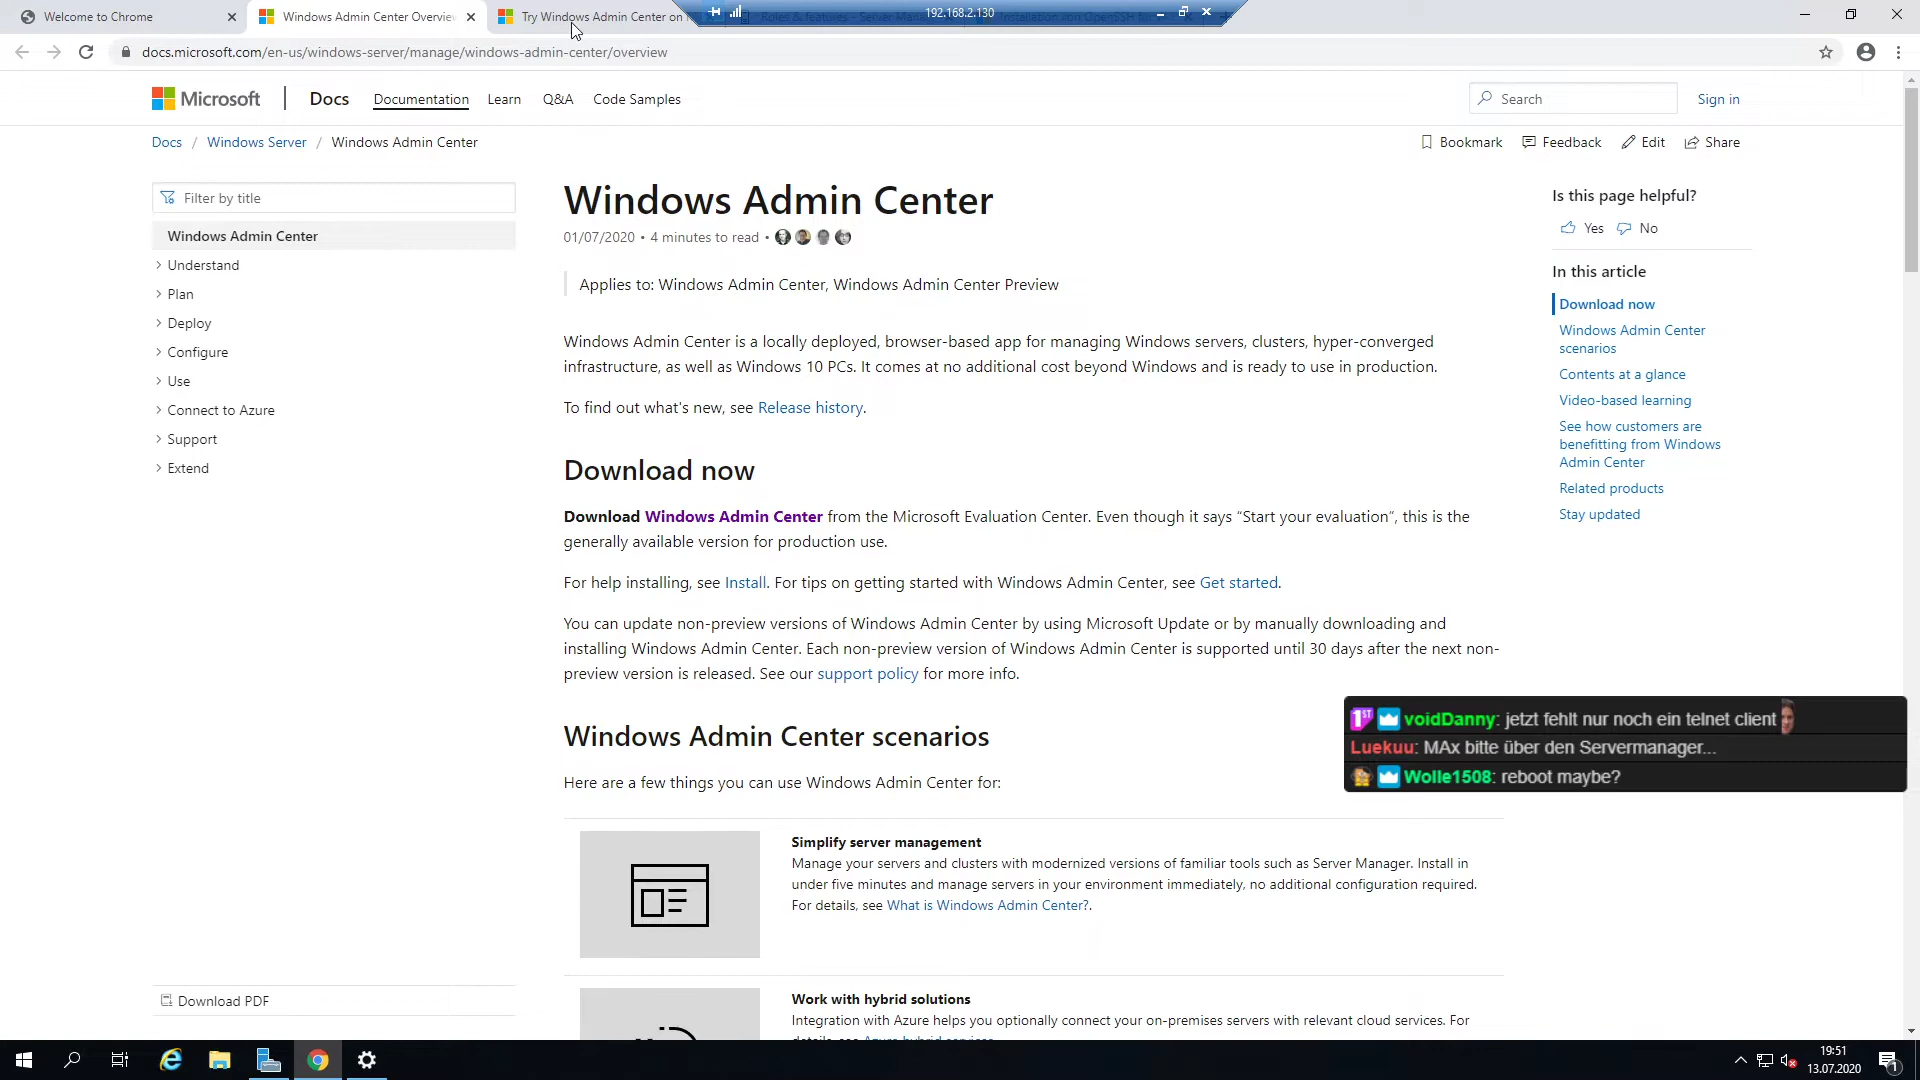 Welcome to Chrome
Windows Admin Center Overview
Try Windows Admin Center on
Roles & features - Server Man
Installation von OpenSSH für
192.168.2.130
docs.microsoft.com/en-us/windows-server/manage/windows-admin-center/overview
Microsoft
Docs
Documentation
Learn
Q&A
Code Samples
Search
Sign in
Docs / Windows Server / Windows Admin Center
Bookmark
Feedback
Edit
Share
Filter by title
Windows Admin Center
Understand
Plan
Deploy
Configure
Use
Connect to Azure
Support
Extend
Download PDF
Windows Admin Center
01/07/2020 • 4 minutes to read •
Applies to: Windows Admin Center, Windows Admin Center Preview
Windows Admin Center is a locally deployed, browser-based app for managing Windows servers, clusters, hyper-converged
infrastructure, as well as Windows 10 PCs. It comes at no additional cost beyond Windows and is ready to use in production.
To find out what's new, see Release history.
Download now
Download Windows Admin Center from the Microsoft Evaluation Center. Even though it says “Start your evaluation”, this is the
generally available version for production use.
For help installing, see Install. For tips on getting started with Windows Admin Center, see Get started.
You can update non-preview versions of Windows Admin Center by using Microsoft Update or by manually downloading and
installing Windows Admin Center. Each non-preview version of Windows Admin Center is supported until 30 days after the next non-
preview version is released. See our support policy for more info.
Windows Admin Center scenarios
Here are a few things you can use Windows Admin Center for:
Simplify server management
Manage your servers and clusters with modernized versions of familiar tools such as Server Manager. Install in
under five minutes and manage servers in your environment immediately, no additional configuration required.
For details, see What is Windows Admin Center?.
Work with hybrid solutions
Integration with Azure helps you optionally connect your on-premises servers with relevant cloud services. For
details, see Azure hybrid services
Is this page helpful?
Yes
No
In this article
Download now
Windows Admin Center
scenarios
Contents at a glance
Video-based learning
See how customers are
benefitting from Windows
Admin Center
Related products
Stay updated
1ST voidDanny: jetzt fehlt nur noch ein telnet client
Luekuu: MAx bitte über den Servermanager...
Wolle1508: reboot maybe?
19:51
13.07.2020
1